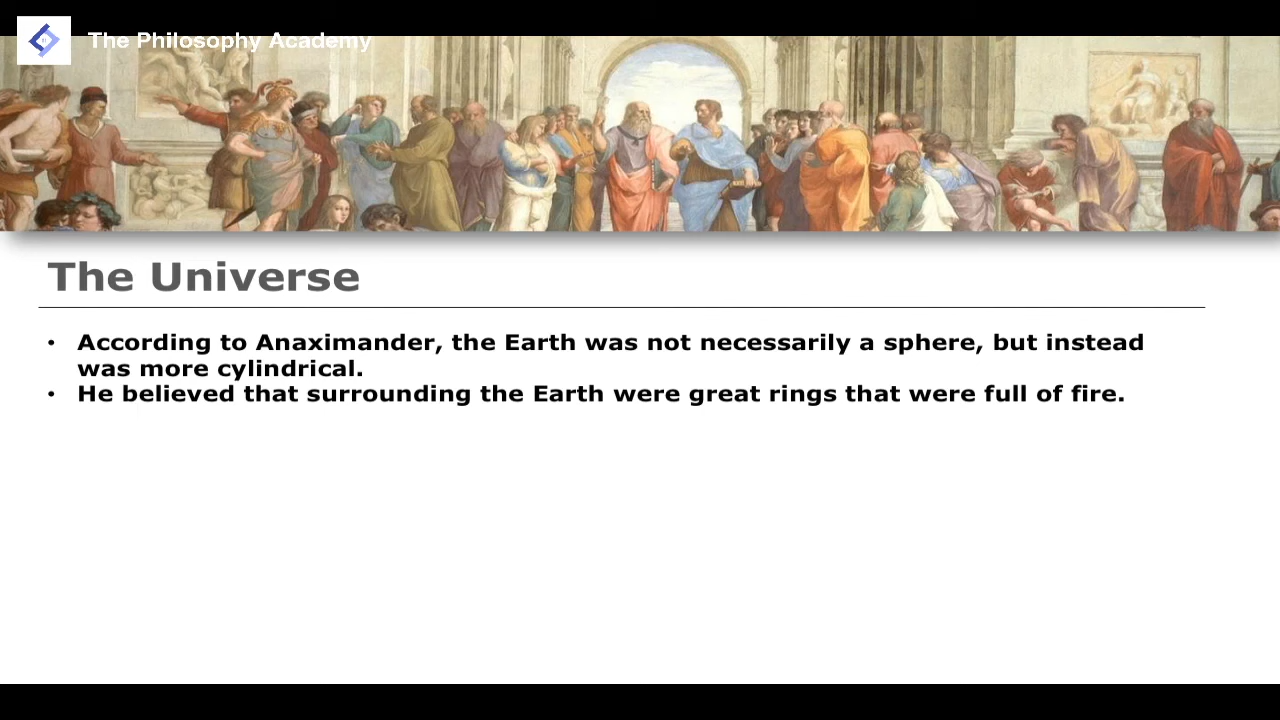 The Philosophy Academy
The Universe
• According to Anaximander, the Earth was not necessarily a sphere, but instead
was more cylindrical.
• He believed that surrounding the Earth were great rings that were full of fire.